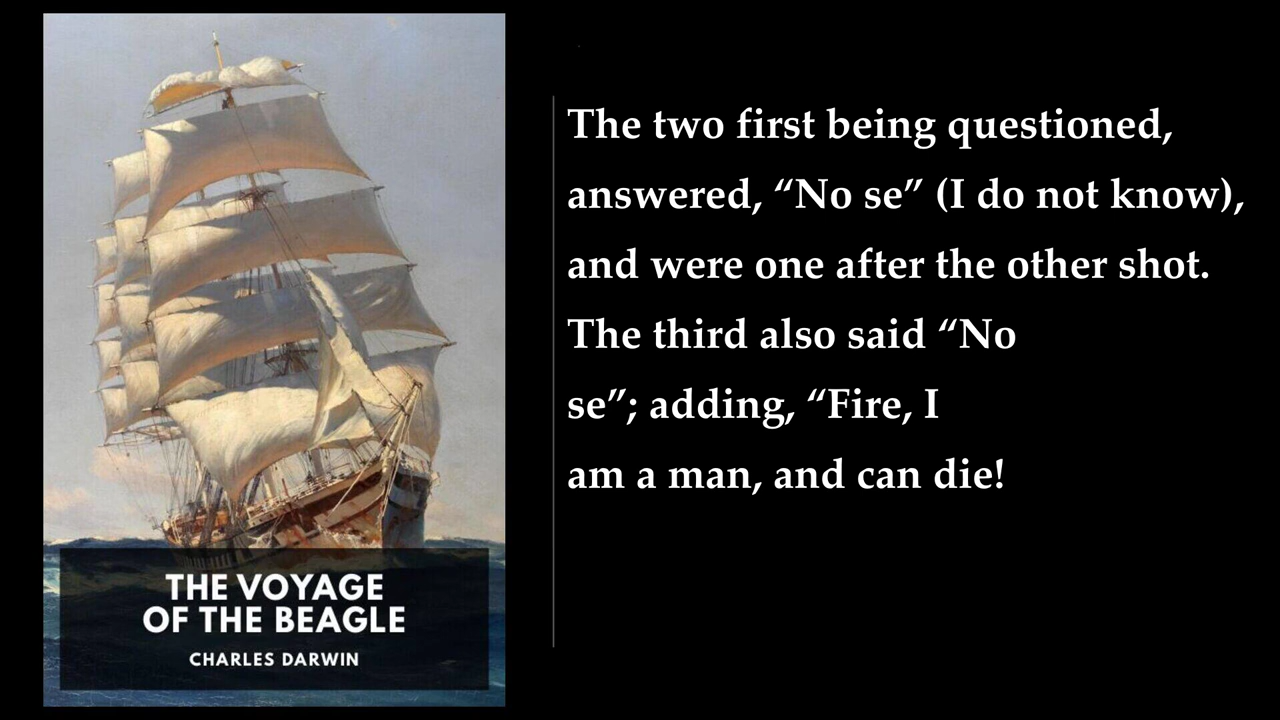 THE VOYAGE
OF THE BEAGLE
CHARLES DARWIN
The two first being questioned,
answered, “No se” (I do not know),
and were one after the other shot.
The third also said “No
se”; adding, “Fire, I
am a man, and can die!